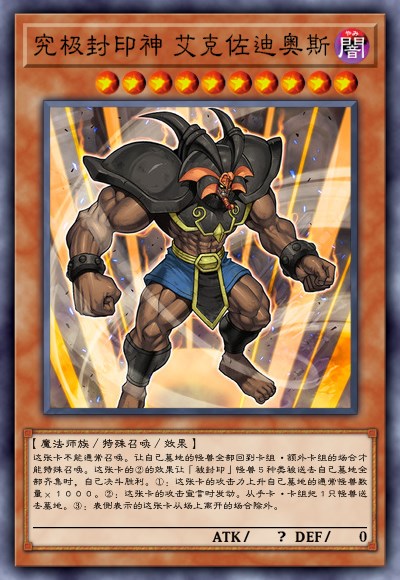 究极封印神 艾克佐迪奥斯
闇
やみ
【魔法师族／特殊召唤／效果】
这张卡不能通常召唤。让自己墓地的怪兽全部回到卡组・额外卡组的场合才
能特殊召唤。这张卡的②的效果让「被封印」怪兽５种类被送去自己墓地全
部齐集时，自己决斗胜利。①：这张卡的攻击力上升自己墓地的通常怪兽数
量×１０００。②：这张卡的攻击宣言时发动。从手卡・卡组把１只怪兽送
去墓地。③：表侧表示的这张卡从场上离开的场合除外。
ATK/ ? DEF/ 0